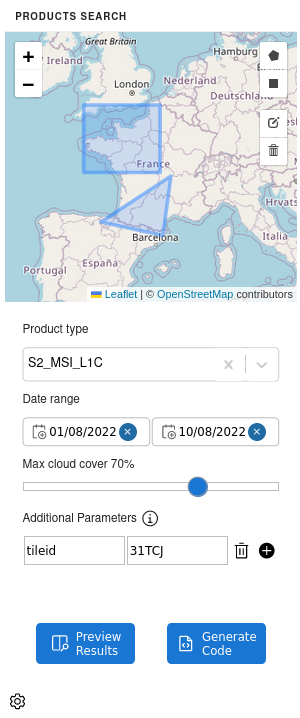 PRODUCTS SEARCH
Great Britain
Hamburg
Ireland
London
Nederland
Deutschland
France
Hrvats
Italia
Barcelona
España
Portugal
Leaflet | © OpenStreetMap contributors
Product type
S2_MSI_L1C
Date range
01/08/2022
10/08/2022
Max cloud cover 70%
Additional Parameters
tileid
31TCJ
Preview
Results
Generate
Code